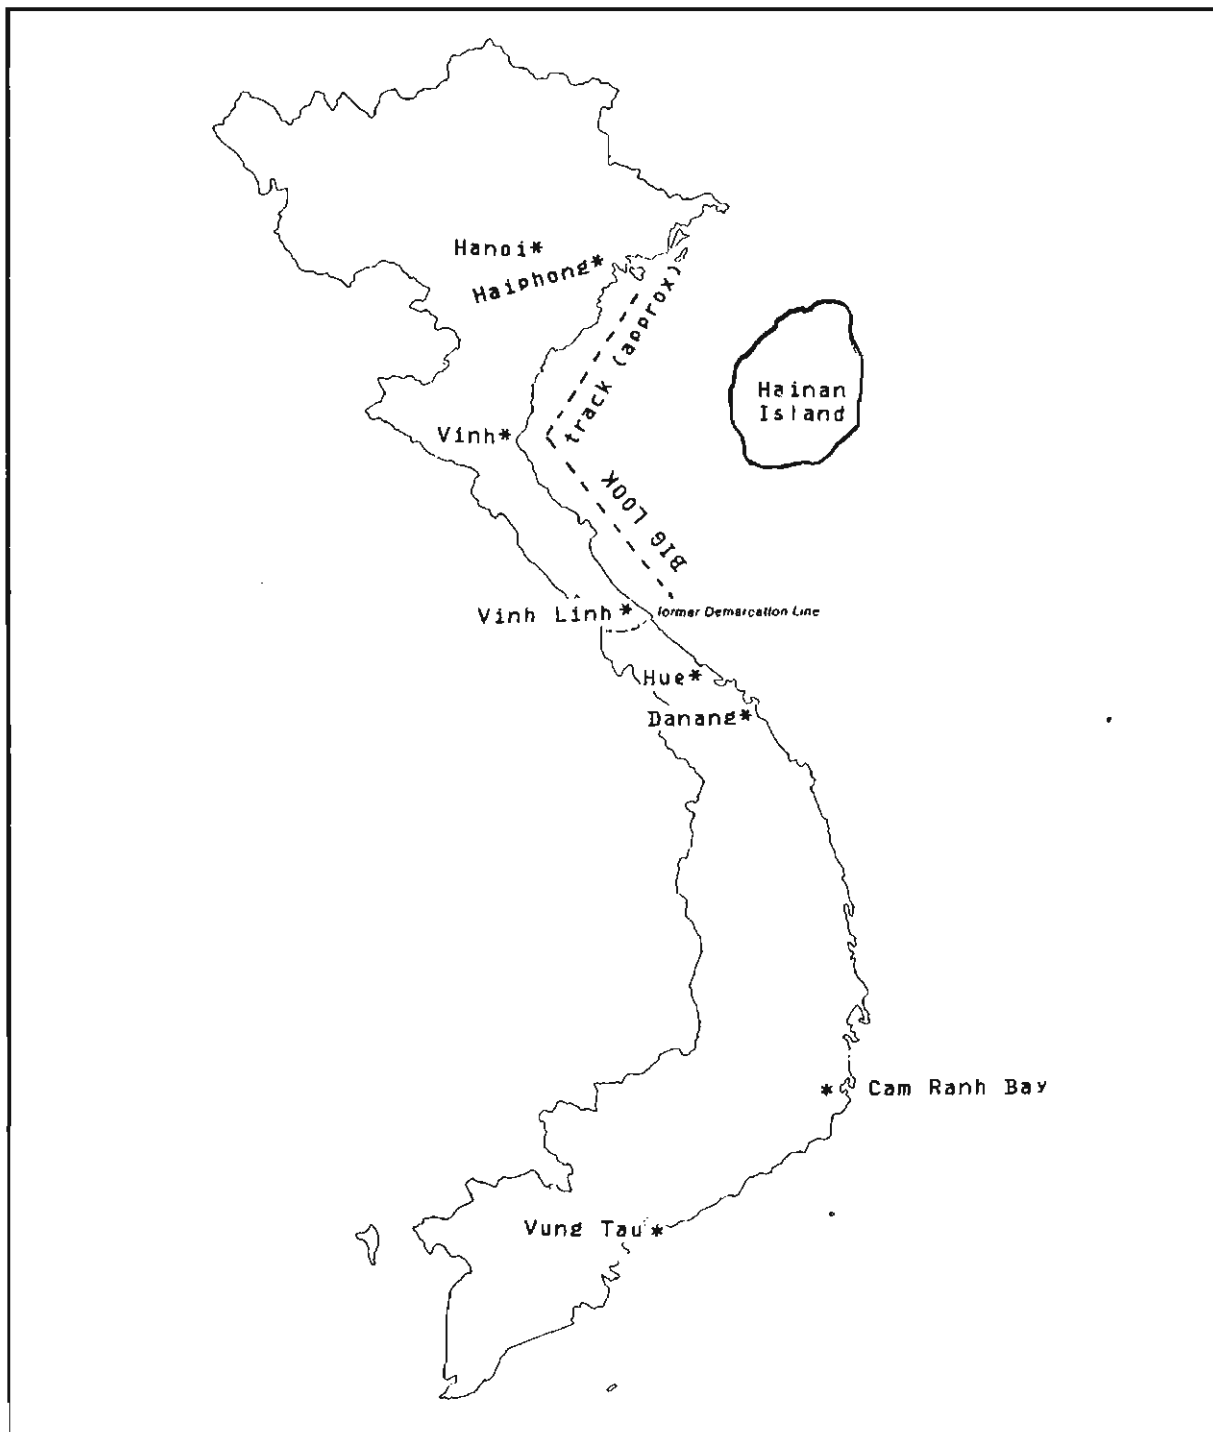 Hanoi*
Haiphong*
track (approx)
Hainan
Island
Vinh*
BIG LOOK
Vinh Linh*
former Demarcation Line
Hue*
Danang*
* Cam Ranh Bay
Vung Tau*